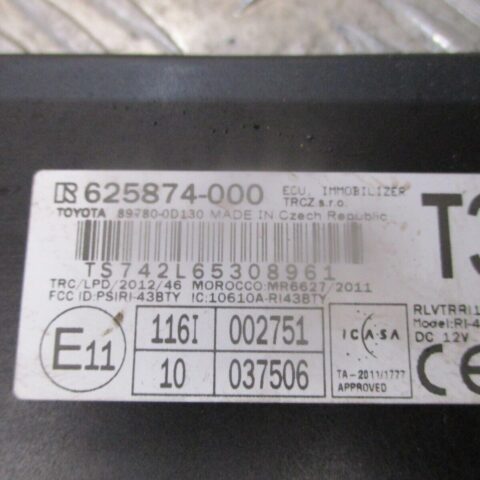 R 625874-000 ECU, IMMOBILIZER
TRCZ s.r.o.
TOYOTA 89780-0D130 MADE IN Czech Republic
T3
TS742L65308961
TRC/LPD/2012/46 MOROCCO:MR6627/2011
FCC ID:PSIRI-43BTY IC:10610A-RI43BTY
E11
116I 002751
10 037506
ICASA
TA-2011/1777
APPROVED
RLVTRRI1
Model:RI-4
DC 12V
CE